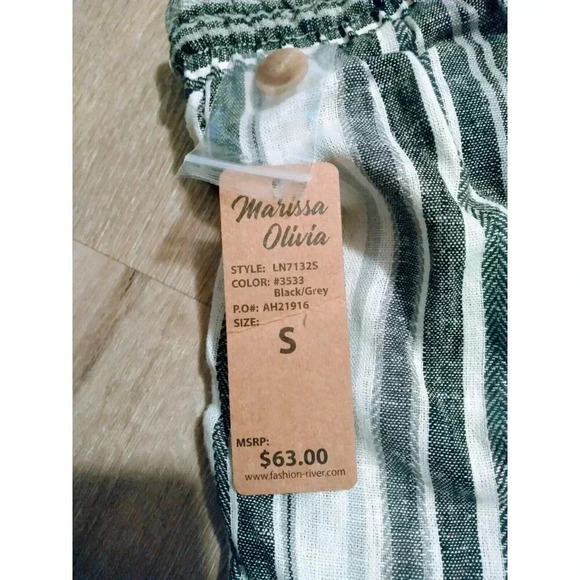 Marissa
Olivia
STYLE: LN7132S
COLOR: #3533
Black/Grey
P.O#: AH21916
SIZE:
S
MSRP:
$63.00
www.fashion-river.com